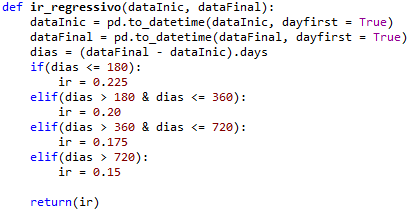 def ir_regressivo(dataInic, dataFinal):
    dataInic = pd.to_datetime(dataInic, dayfirst = True)
    dataFinal = pd.to_datetime(dataFinal, dayfirst = True)
    dias = (dataFinal - dataInic).days
    if(dias <= 180):
        ir = 0.225
    elif(dias > 180 & dias <= 360):
        ir = 0.20
    elif(dias > 360 & dias <= 720):
        ir = 0.175
    elif(dias > 720):
        ir = 0.15
    return(ir)